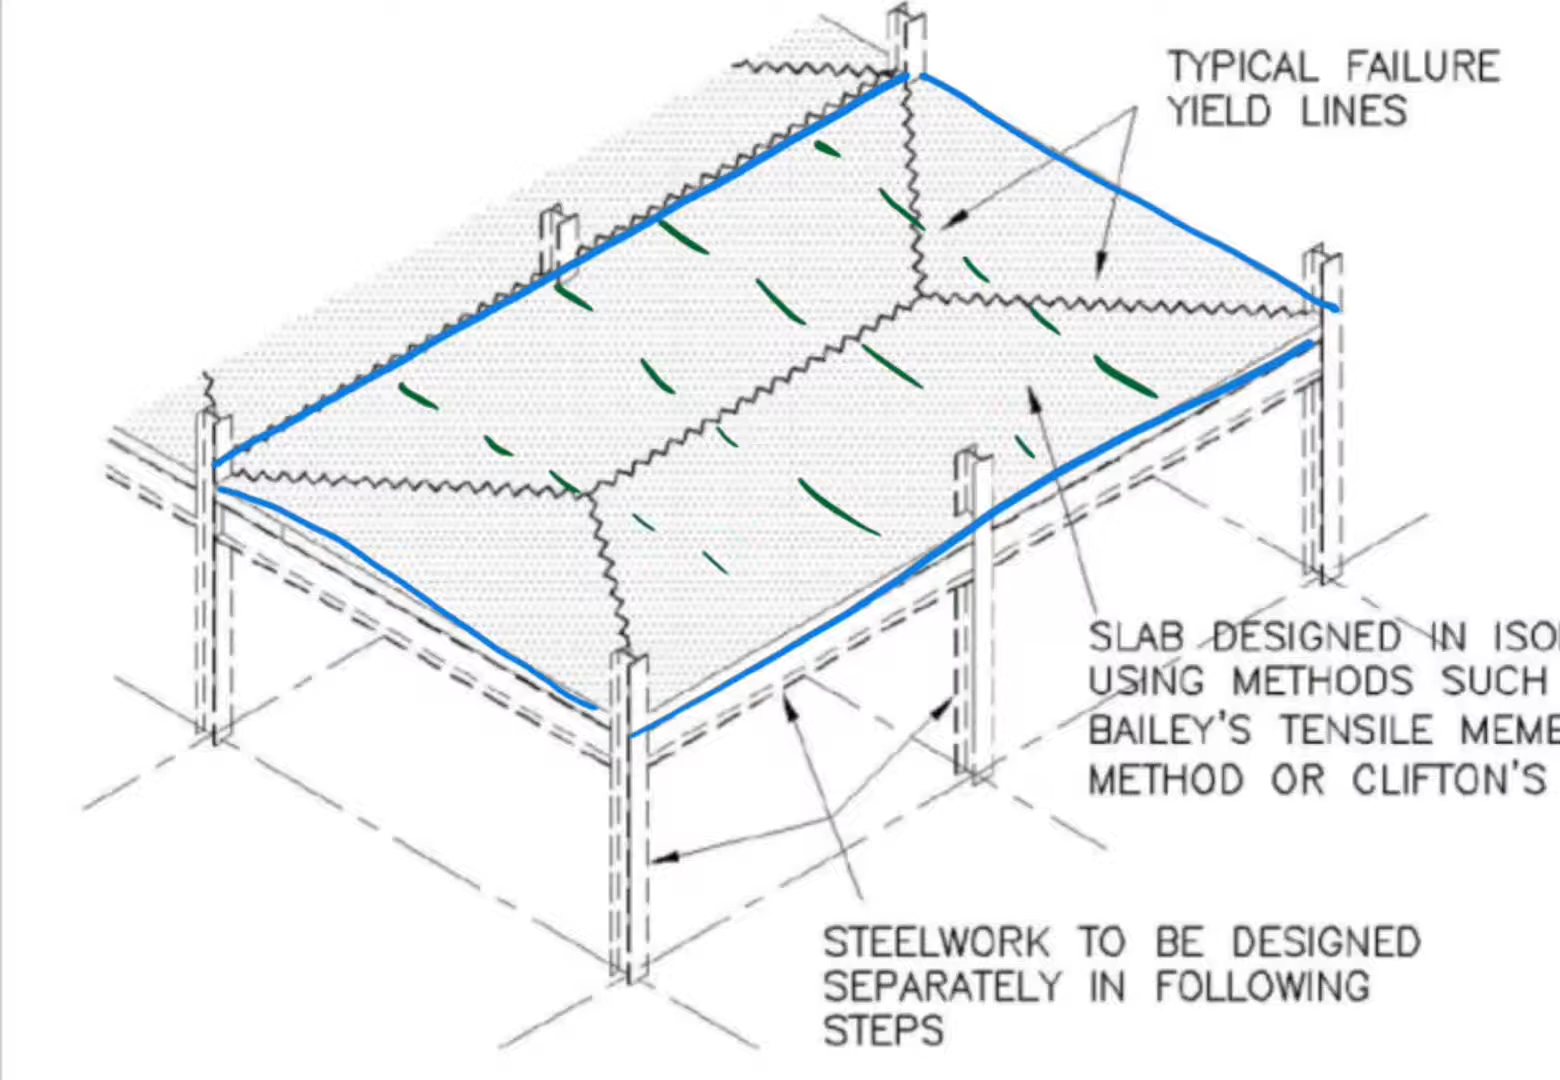 TYPICAL FAILURE
YIELD LINES
SLAB DESIGNED IN
USING METHODS SUCH
BAILEY'S TENSILE
METHOD OR CLIFTON'S
STEELWORK TO BE DESIGNED
SEPARATELY IN FOLLOWING
STEPS